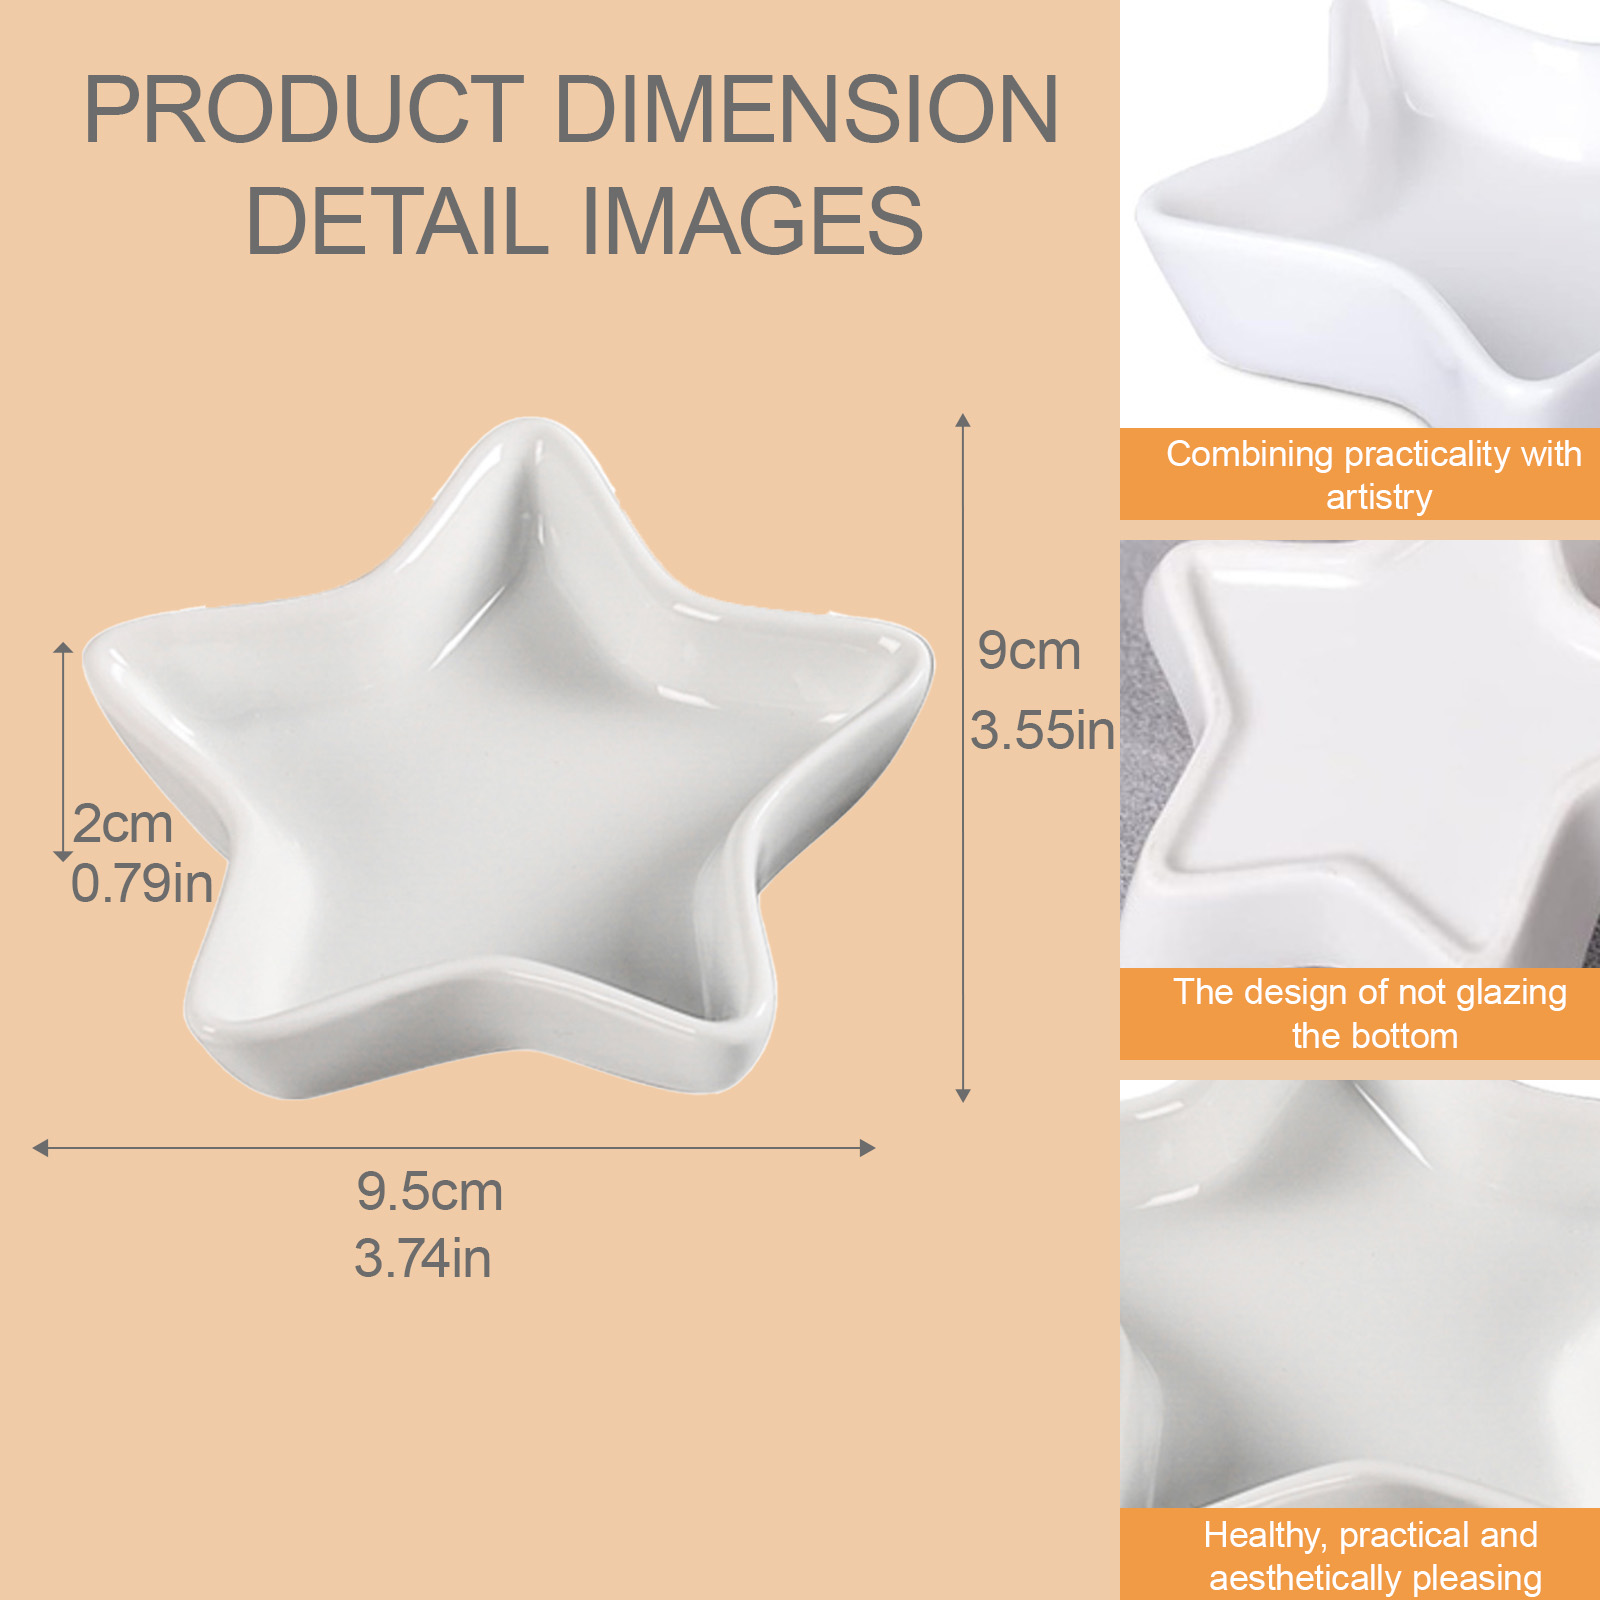 PRODUCT DIMENSION
DETAIL IMAGES
9cm
3.55in
2cm
0.79in
9.5cm
3.74in
Combining practicality with
artistry
The design of not glazing
the bottom
Healthy, practical and
aesthetically pleasing